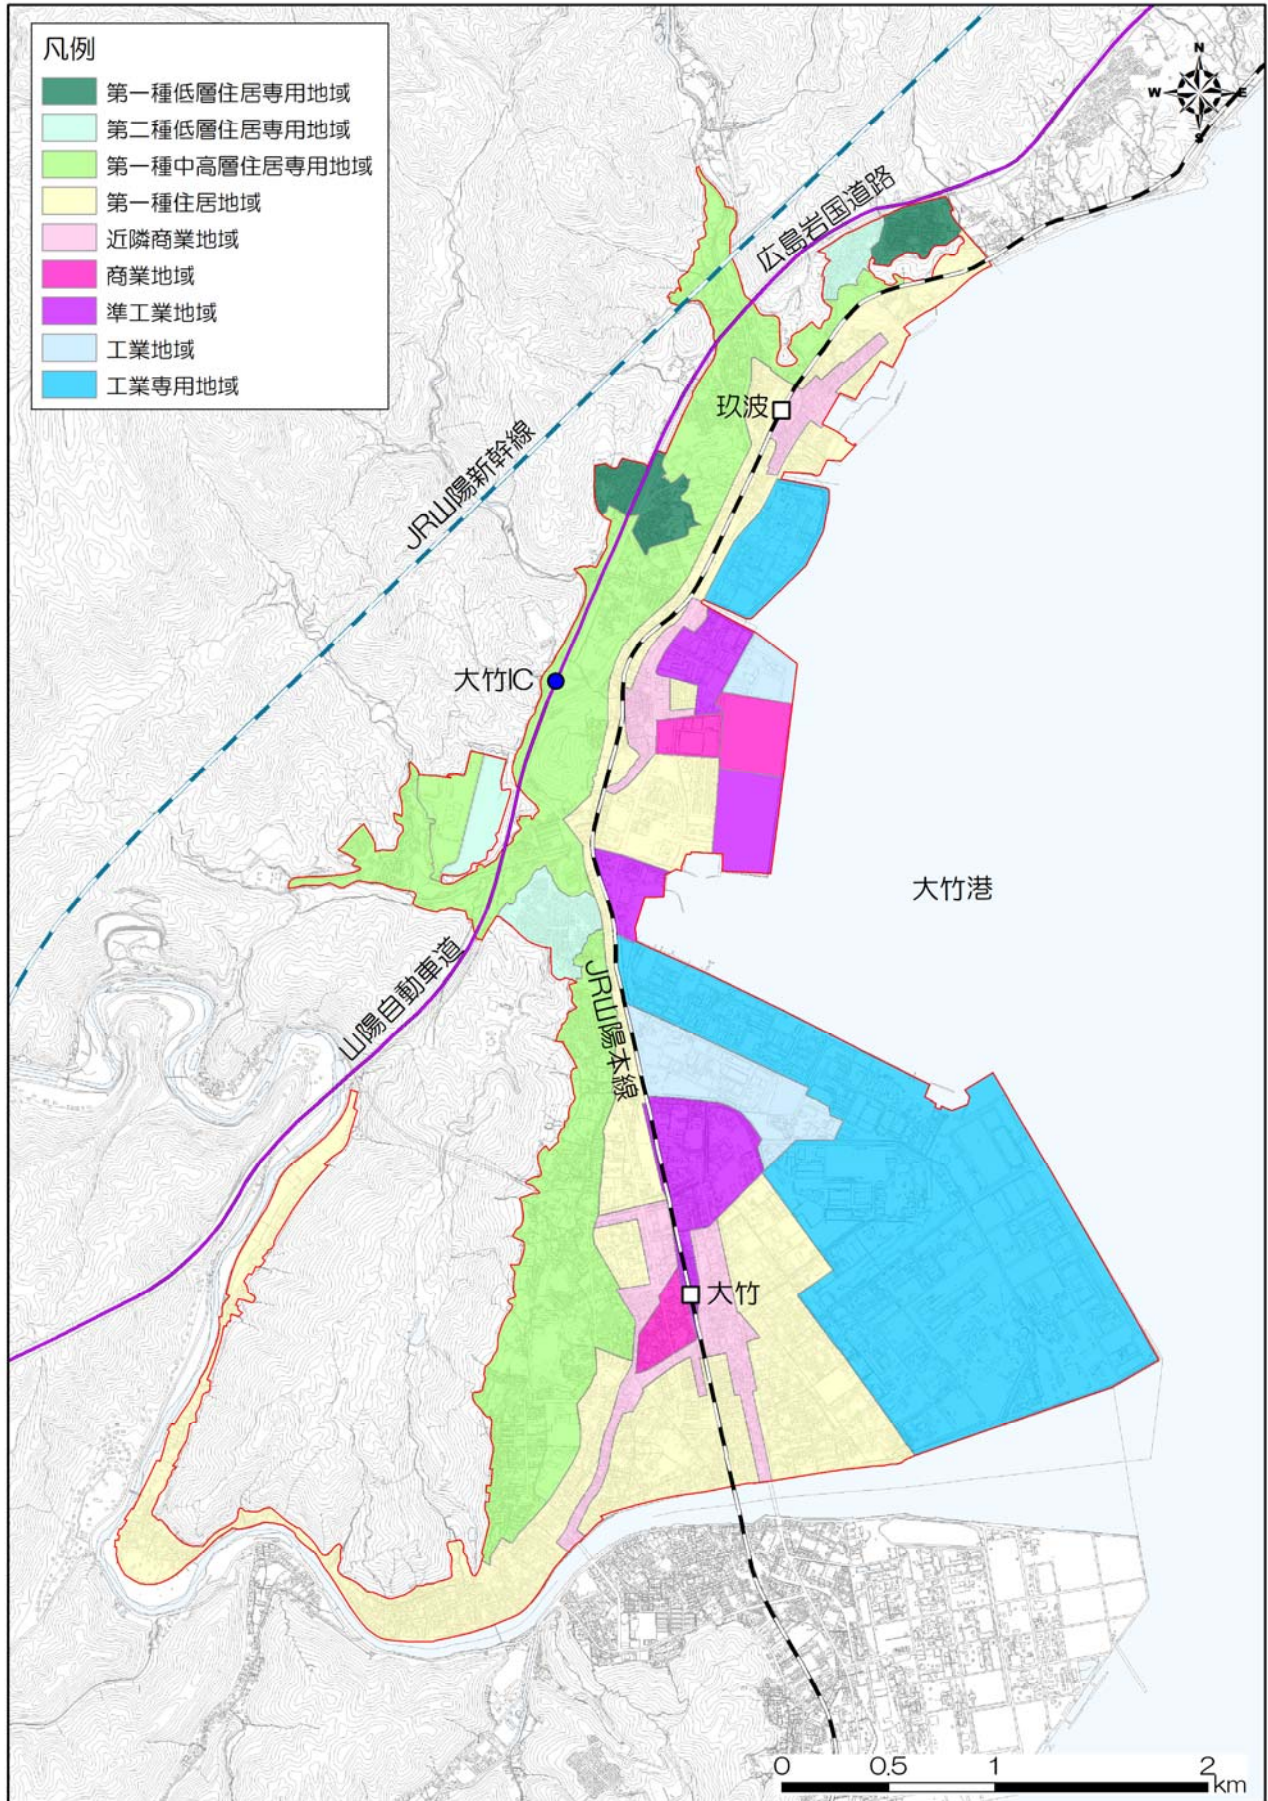 凡例
第一種低層住居専用地域
第二種低層住居専用地域
第一種中高層住居専用地域
第一種住居地域
近隣商業地域
商業地域
準工業地域
工業地域
工業専用地域
N
W
E
S
広島岩国道路
玖波
JR山陽新幹線
大竹IC
大竹港
山陽自動車道
JR山陽本線
大竹
0 0.5 1 2
km